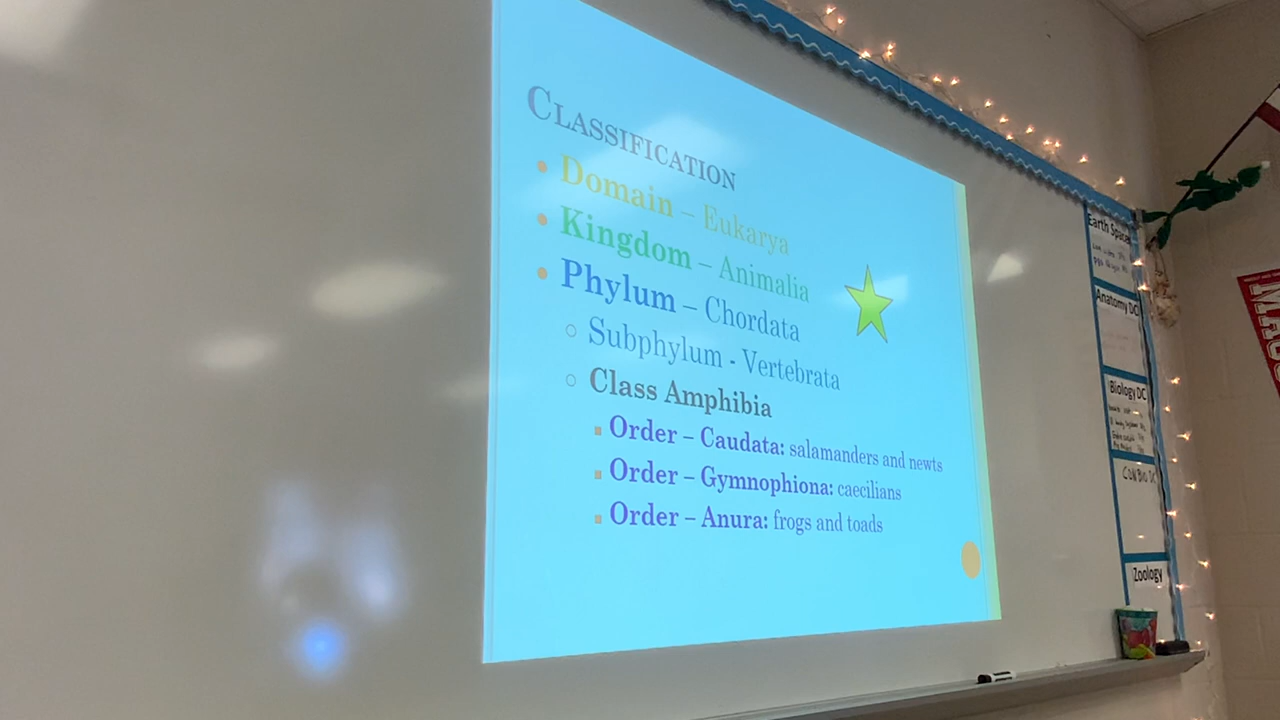 Classification
Domain – Eukarya
Kingdom – Animalia
Phylum – Chordata
Subphylum - Vertebrata
Class Amphibia
Order – Caudata: salamanders and newts
Order – Gymnophiona: caecilians
Order – Anura: frogs and toads
Earth Space
Anatomy DC
Biology DC
Zoology